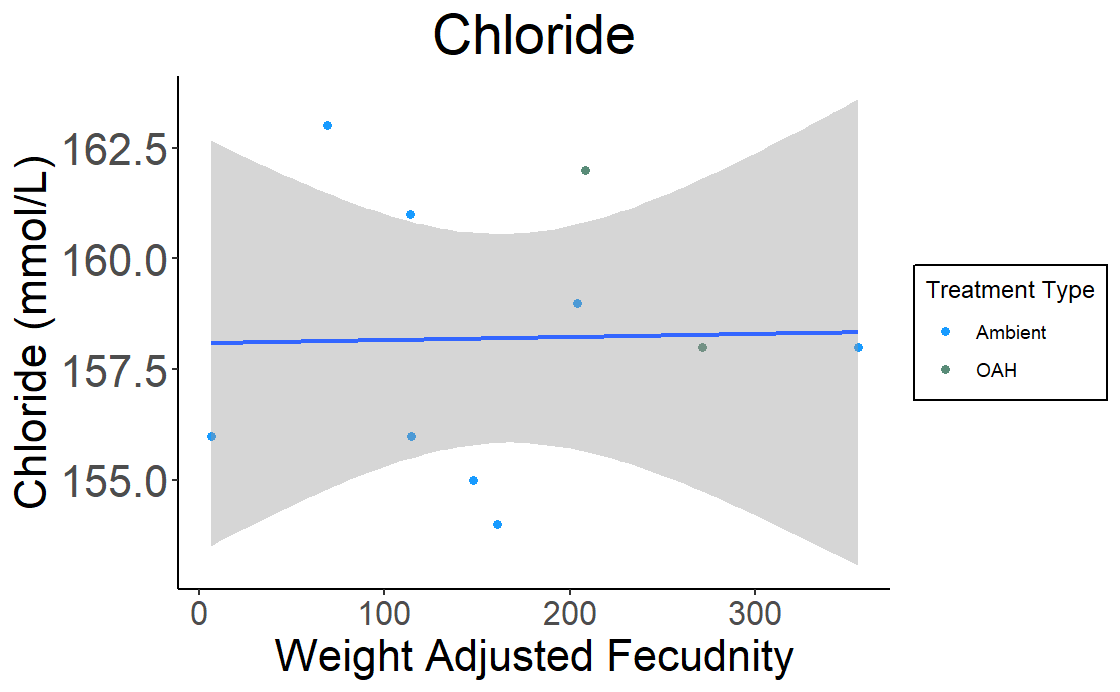 Chloride
Chloride (mmol/L)
162.5
160.0
157.5
155.0
0 100 200 300
Weight Adjusted Fecudnity
Treatment Type
Ambient
OAH